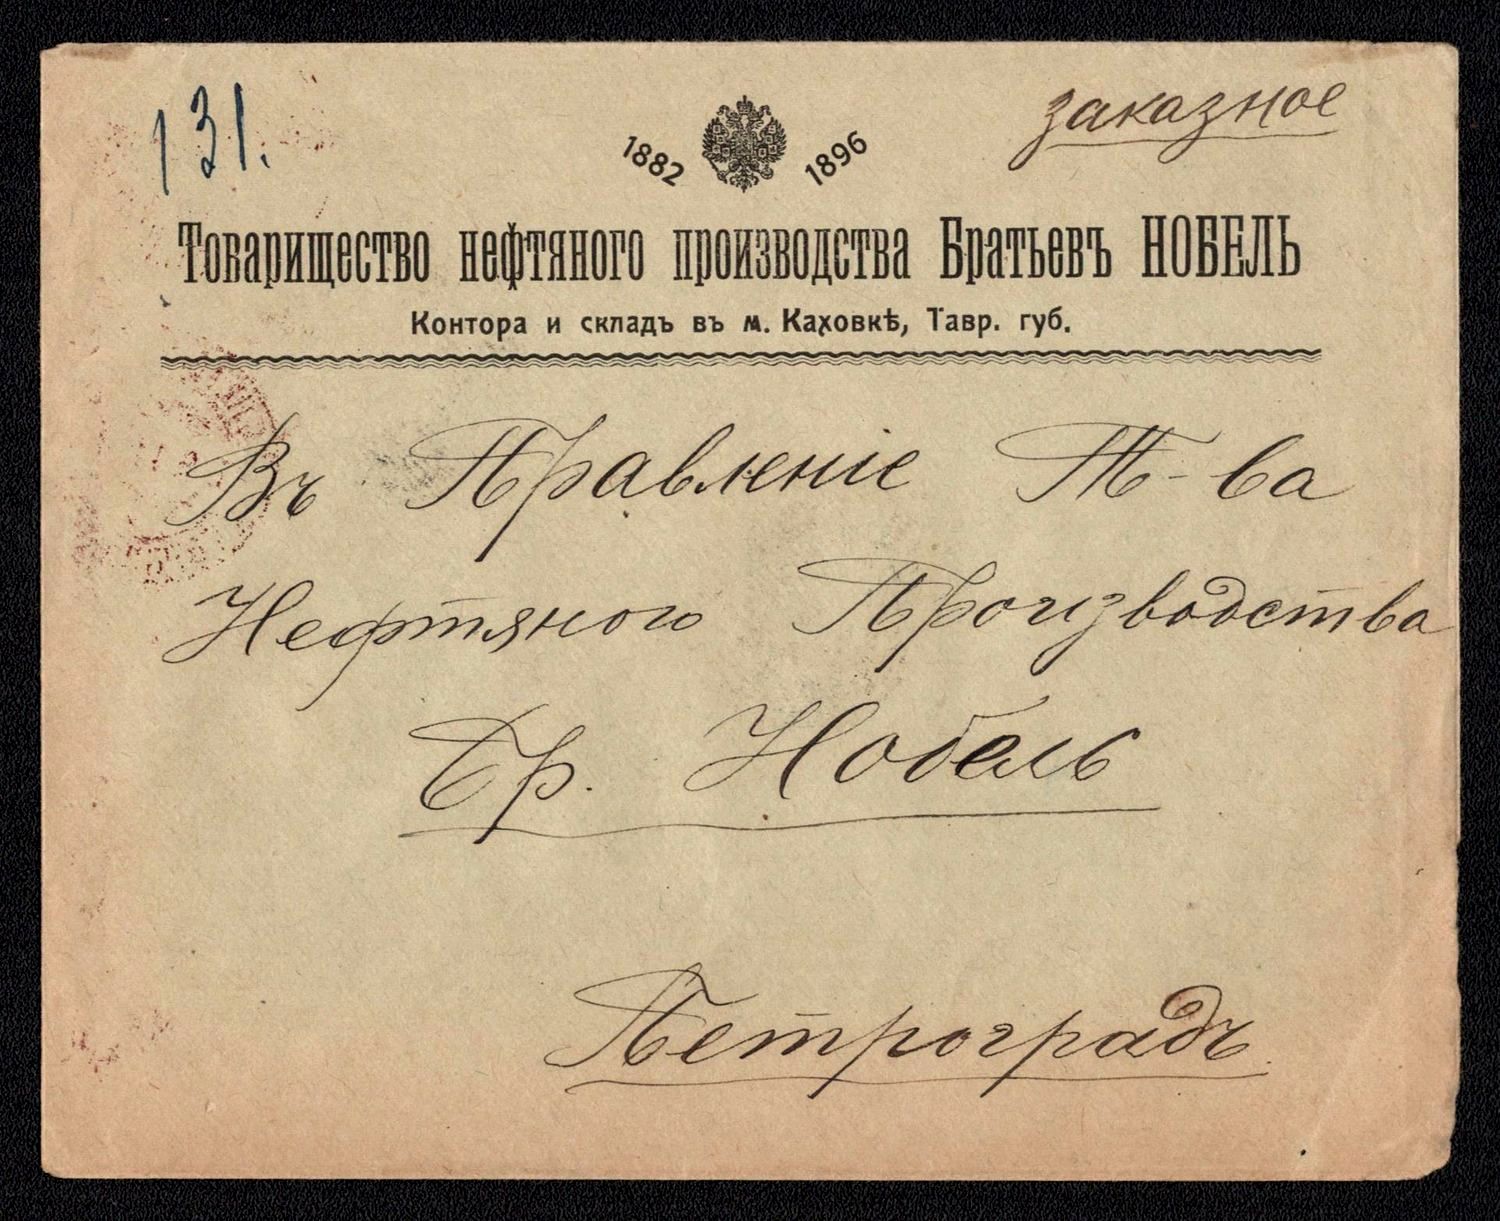 131.
заказное
1882 1896
Товарищество нефтяного производства Братьевъ НОБЕЛЬ
Контора и складъ въ м. Каховкѣ, Тавр. губ.
Въ Правленіе Т-ва
Нефтяного Производства
Бр. Нобель
Петроградъ